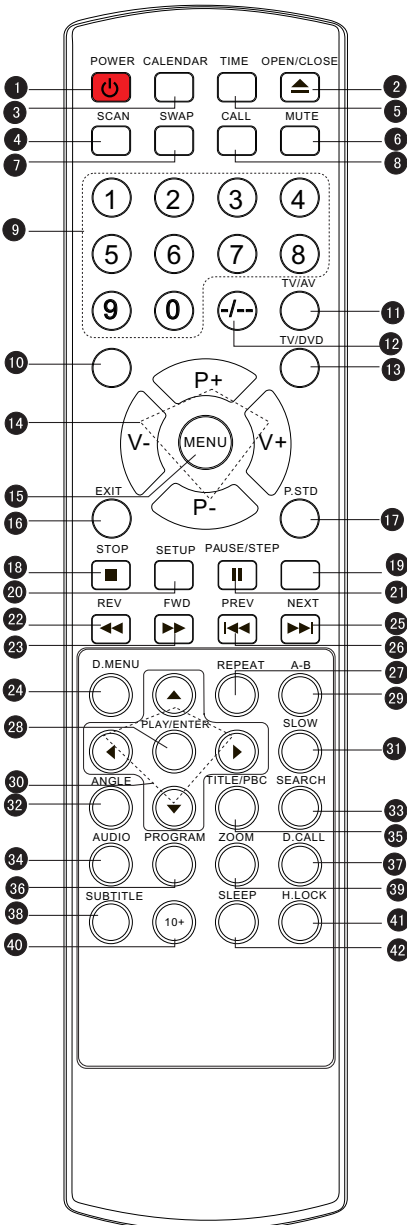 POWER CALENDAR TIME OPEN/CLOSE
1 2
3 5
SCAN SWAP CALL MUTE
4 6
7 8
1 2 3 4
9
5 6 7 8
TV/AV
9 0 -/-- 11
12
TV/DVD
10 13
P+
14
V- MENU V+
15
EXIT P- P.STD
16 17
STOP SETUP PAUSE/STEP
18 19
20 21
REV FWD PREV NEXT
22 25
23 26
27
D.MENU REPEAT A-B
24 29
28 PLAY/ENTER SLOW
31
30
ANGLE TITLE/PBC SEARCH
32 33
35
AUDIO PROGRAM ZOOM D.CALL
34 37
36 39
SUBTITLE SLEEP H.LOCK
38 10+ 41
40 42